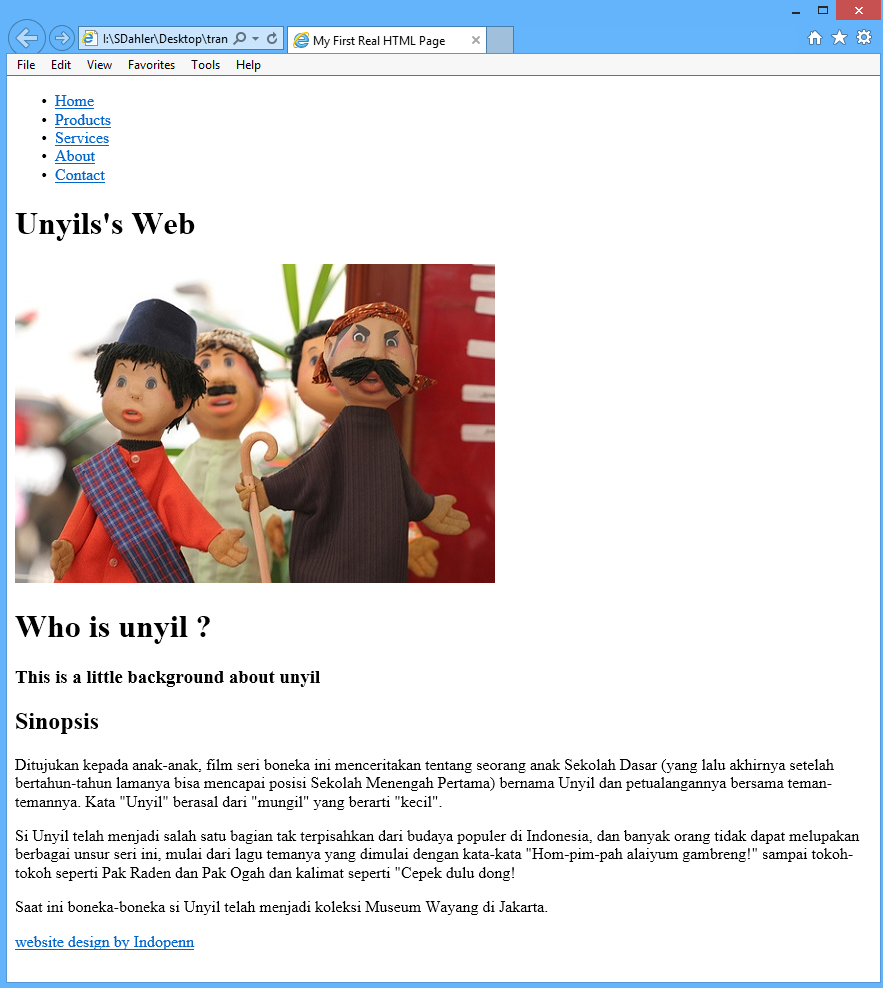 I:\SDahler\Desktop\tran
My First Real HTML Page
File Edit View Favorites Tools Help
• Home
• Products
• Services
• About
• Contact
Unyils's Web
Who is unyil ?
This is a little background about unyil
Sinopsis
Ditujukan kepada anak-anak, film seri boneka ini menceritakan tentang seorang anak Sekolah Dasar (yang lalu akhirnya setelah
bertahun-tahun lamanya bisa mencapai posisi Sekolah Menengah Pertama) bernama Unyil dan petualangannya bersama teman-
temannya. Kata "Unyil" berasal dari "mungil" yang berarti "kecil".
Si Unyil telah menjadi salah satu bagian tak terpisahkan dari budaya populer di Indonesia, dan banyak orang tidak dapat melupakan
berbagai unsur seri ini, mulai dari lagu temanya yang dimulai dengan kata-kata "Hom-pim-pah alaiyum gambreng!" sampai tokoh-
tokoh seperti Pak Raden dan Pak Ogah dan kalimat seperti "Cepek dulu dong!
Saat ini boneka-boneka si Unyil telah menjadi koleksi Museum Wayang di Jakarta.
website design by Indopenn